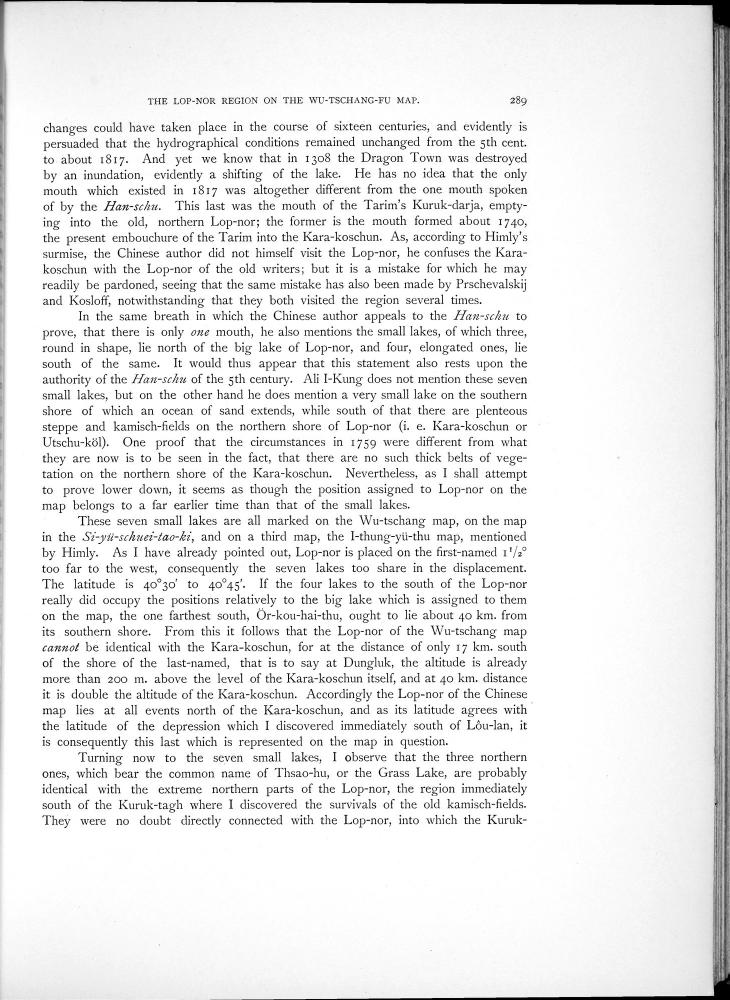 THE LOP-NOR REGION ON THE WU-TSCHANG-FU MAP. 289
changes could have taken place in the course of sixteen centuries, and evidently is
persuaded that the hydrographical conditions remained unchanged from the 5th cent.
to about 1817. And yet we know that in 1308 the Dragon Town was destroyed
by an inundation, evidently a shifting of the lake. He has no idea that the only
mouth which existed in 1817 was altogether different from the one mouth spoken
of by the Han-schu. This last was the mouth of the Tarim's Kuruk-darja, empty-
ing into the old, northern Lop-nor; the former is the mouth formed about 1740,
the present embouchure of the Tarim into the Kara-koschun. As, according to Himly's
surmise, the Chinese author did not himself visit the Lop-nor, he confuses the Kara-
koschun with the Lop-nor of the old writers; but it is a mistake for which he may
readily be pardoned, seeing that the same mistake has also been made by Prschevalskij
and Kosloff, notwithstanding that they both visited the region several times.
In the same breath in which the Chinese author appeals to the Han-schu to
prove, that there is only one mouth, he also mentions the small lakes, of which three,
round in shape, lie north of the big lake of Lop-nor, and four, elongated ones, lie
south of the same. It would thus appear that this statement also rests upon the
authority of the Han-schu of the 5th century. Ali I-Kung does not mention these seven
small lakes, but on the other hand he does mention a very small lake on the southern
shore of which an ocean of sand extends, while south of that there are plenteous
steppe and kamisch-fields on the northern shore of Lop-nor (i. e. Kara-koschun or
Utschu-köl). One proof that the circumstances in 1759 were different from what
they are now is to be seen in the fact, that there are no such thick belts of vege-
tation on the northern shore of the Kara-koschun. Nevertheless, as I shall attempt
to prove lower down, it seems as though the position assigned to Lop-nor on the
map belongs to a far earlier time than that of the small lakes.
These seven small lakes are all marked on the Wu-tschang map, on the map
in the Si-yü-schuei-tao-ki, and on a third map, the I-thung-yü-thu map, mentioned
by Himly. As I have already pointed out, Lop-nor is placed on the first-named 1 1/2°
too far to the west, consequently the seven lakes too share in the displacement.
The latitude is 40°30′ to 40°45′. If the four lakes to the south of the Lop-nor
really did occupy the positions relatively to the big lake which is assigned to them
on the map, the one farthest south, Ör-kou-hai-thu, ought to lie about 40 km. from
its southern shore. From this it follows that the Lop-nor of the Wu-tschang map
cannot be identical with the Kara-koschun, for at the distance of only 17 km. south
of the shore of the last-named, that is to say at Dungluk, the altitude is already
more than 200 m. above the level of the Kara-koschun itself, and at 40 km. distance
it is double the altitude of the Kara-koschun. Accordingly the Lop-nor of the Chinese
map lies at all events north of the Kara-koschun, and as its latitude agrees with
the latitude of the depression which I discovered immediately south of Lôu-lan, it
is consequently this last which is represented on the map in question.
Turning now to the seven small lakes, I observe that the three northern
ones, which bear the common name of Thsao-hu, or the Grass Lake, are probably
identical with the extreme northern parts of the Lop-nor, the region immediately
south of the Kuruk-tagh where I discovered the survivals of the old kamisch-fields.
They were no doubt directly connected with the Lop-nor, into which the Kuruk-